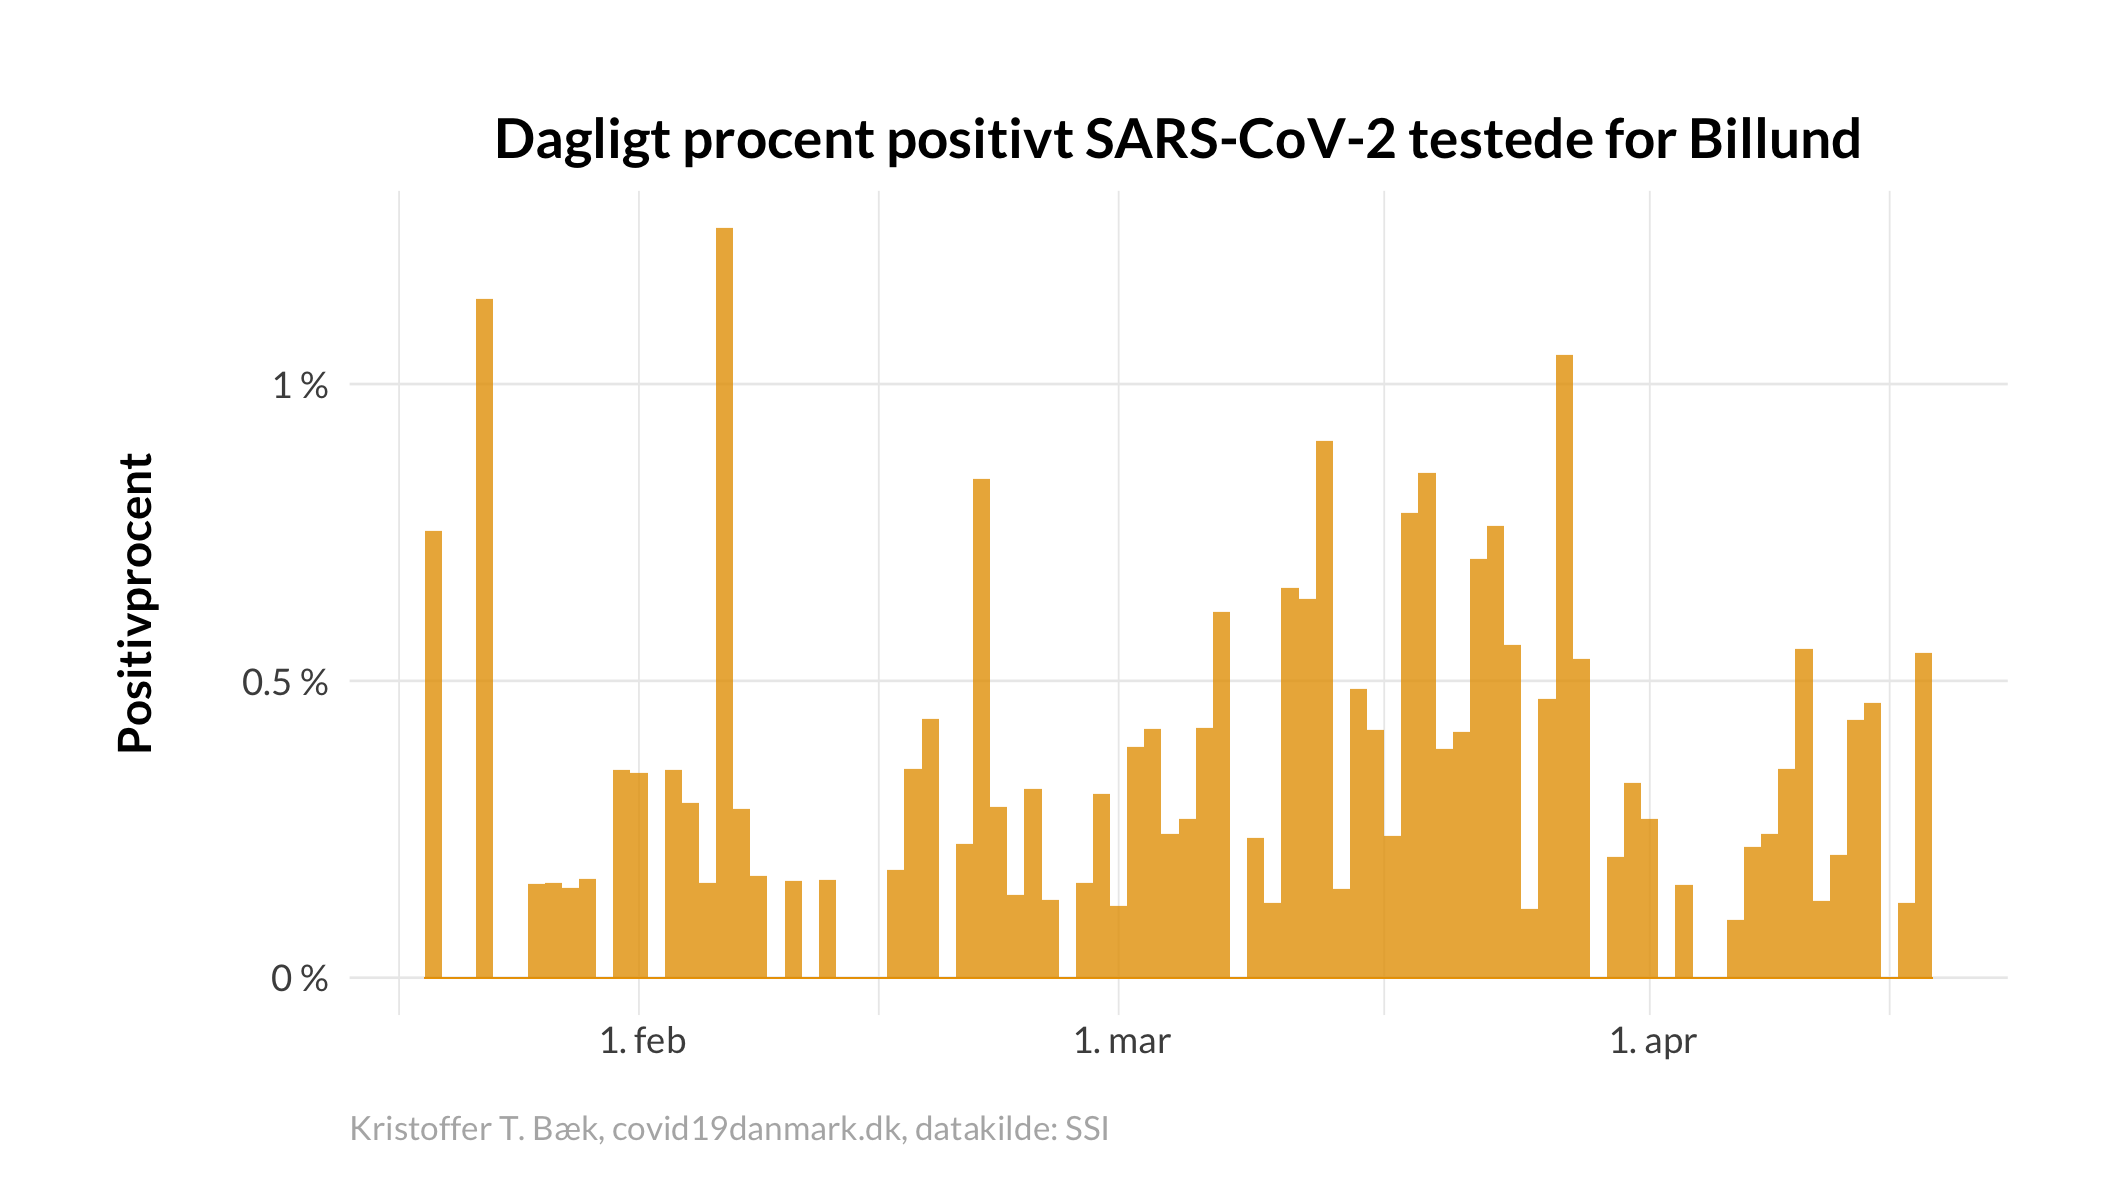 Dagligt procent positivt SARS-CoV-2 testede for Billund
Positivprocent
1 %
0.5 %
0 %
1. feb
1. mar
1. apr
Kristoffer T. Bæk, covid19danmark.dk, datakilde: SSI